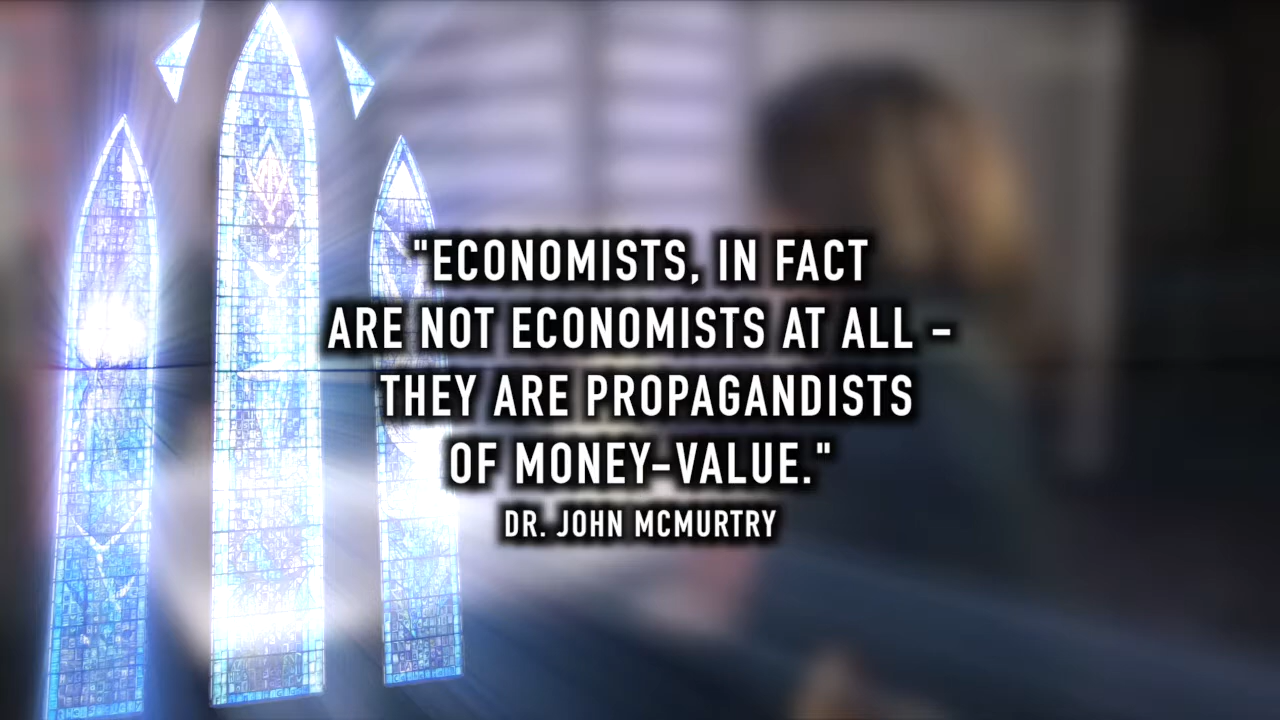 "ECONOMISTS, IN FACT
ARE NOT ECONOMISTS AT ALL -
THEY ARE PROPAGANDISTS
OF MONEY-VALUE."
DR. JOHN MCMURTRY